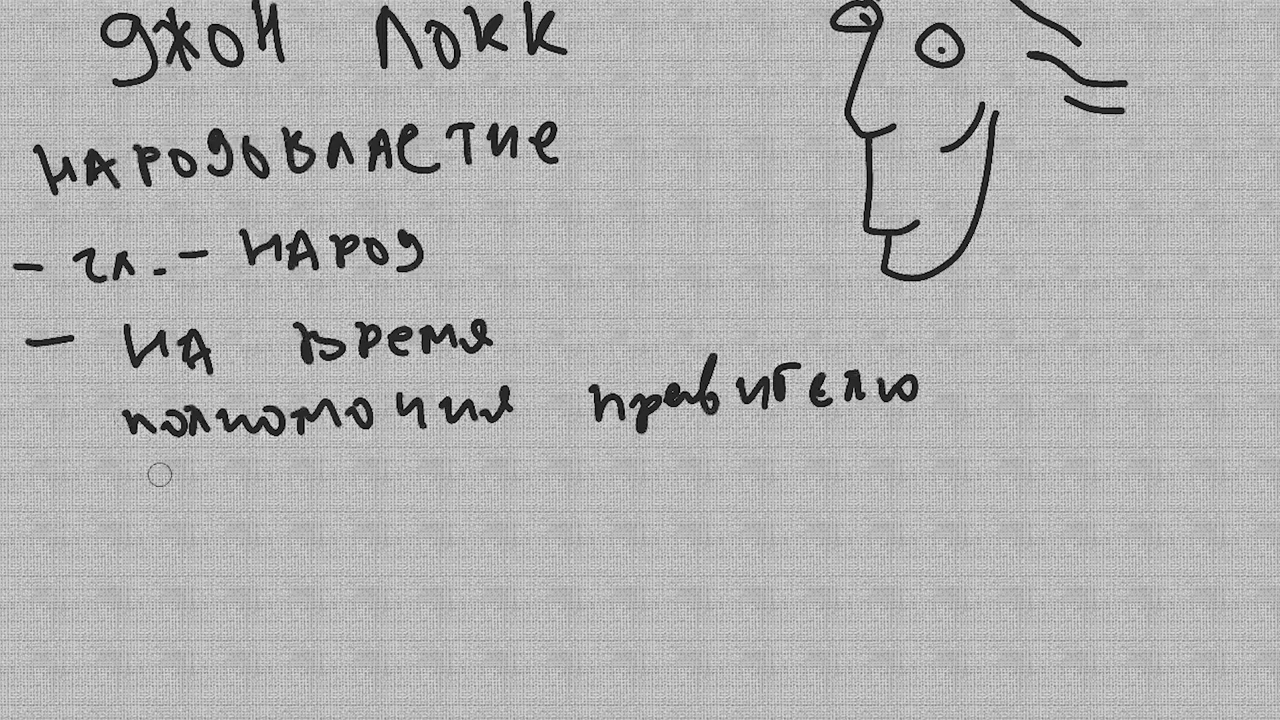 Джон Локк
НАРОДОВЛАСТИЕ
- гл. - НАРОД
- НА время
полномочия правителю